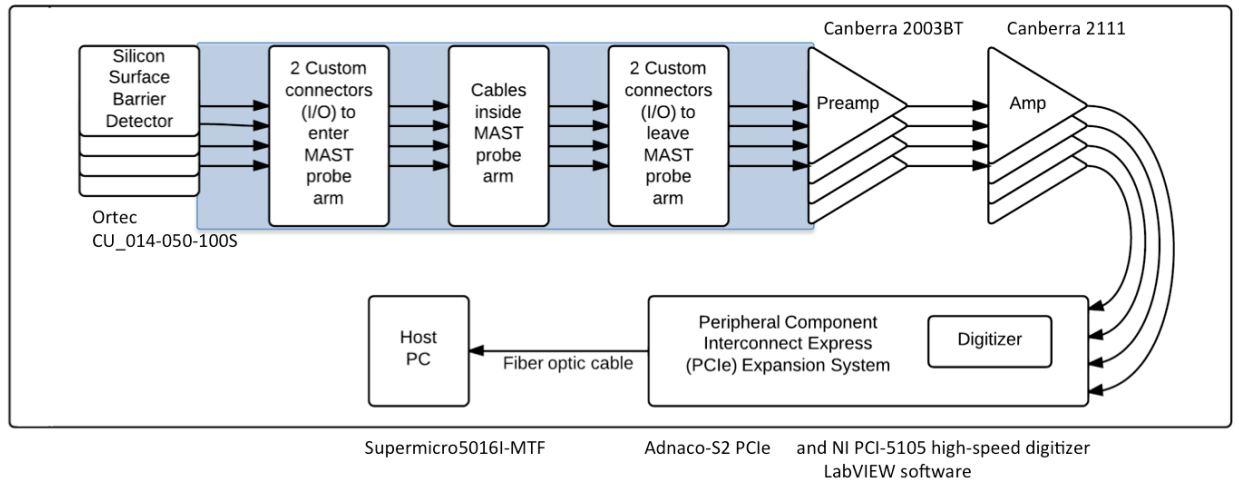 Canberra 2003BT
Canberra 2111
Silicon
Surface
Barrier
Detector
2 Custom
connectors
(I/O) to
enter
MAST
probe
arm
Cables
inside
MAST
probe
arm
2 Custom
connectors
(I/O) to
leave
MAST
probe
arm
Preamp
Amp
Ortec
CU_014-050-100S
Host
PC
Fiber optic cable
Peripheral Component
Interconnect Express
(PCIe) Expansion System
Digitizer
Supermicro5016I-MTF
Adnaco-S2 PCIe
and NI PCI-5105 high-speed digitizer
LabVIEW software